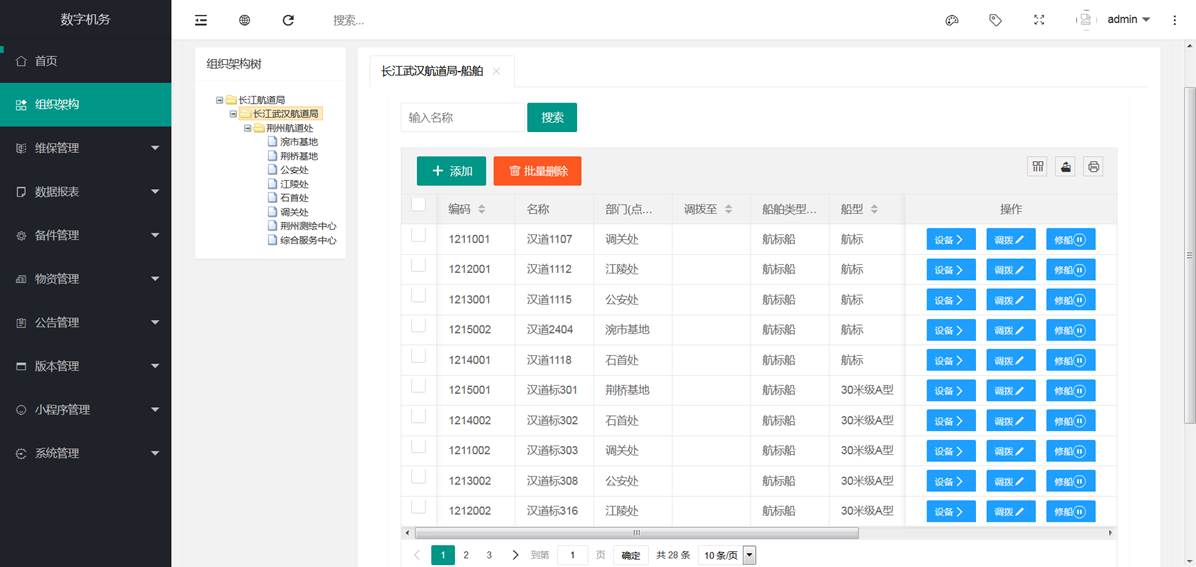 数字机务
搜索...
admin
首页
组织架构
维保管理
数据报表
备件管理
物资管理
公告管理
版本管理
小程序管理
系统管理
组织架构树
长江航道局
长江武汉航道局
荆州航道处
涴市基地
荆桥基地
公安处
江陵处
石首处
调关处
荆州测绘中心
综合服务中心
长江武汉航道局-船舶
输入名称 搜索
添加 批量删除
编码 名称 部门(点... 调拨至 船舶类型... 船型 操作
1211001 汉道1107 调关处 航标船 航标 设备 调拨 修船
1212001 汉道1112 江陵处 航标船 航标 设备 调拨 修船
1213001 汉道1115 公安处 航标船 航标 设备 调拨 修船
1215002 汉道2404 涴市基地 航标船 航标 设备 调拨 修船
1214001 汉道1118 石首处 航标船 航标 设备 调拨 修船
1215001 汉道标301 荆桥基地 航标船 30米级A型 设备 调拨 修船
1214002 汉道标302 石首处 航标船 30米级A型 设备 调拨 修船
1211002 汉道标303 调关处 航标船 30米级A型 设备 调拨 修船
1213002 汉道标308 公安处 航标船 30米级A型 设备 调拨 修船
1212002 汉道标316 江陵处 航标船 30米级A型 设备 调拨 修船
1 2 3 到第 1 页 确定 共 28 条 10 条/页